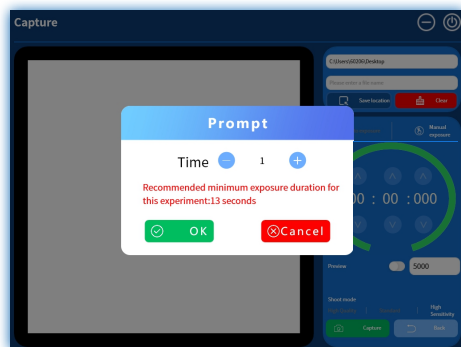 Capture
C:\Users\60206\Desktop
Please enter a file name
Save location
Clear
Manual
exposure
Prompt
Time
1
Recommended minimum exposure duration for
this experiment:13 seconds
OK
Cancel
00 : 00 :000
Preview
5000
Shoot mode
High
Sensitivity
Capture
Back